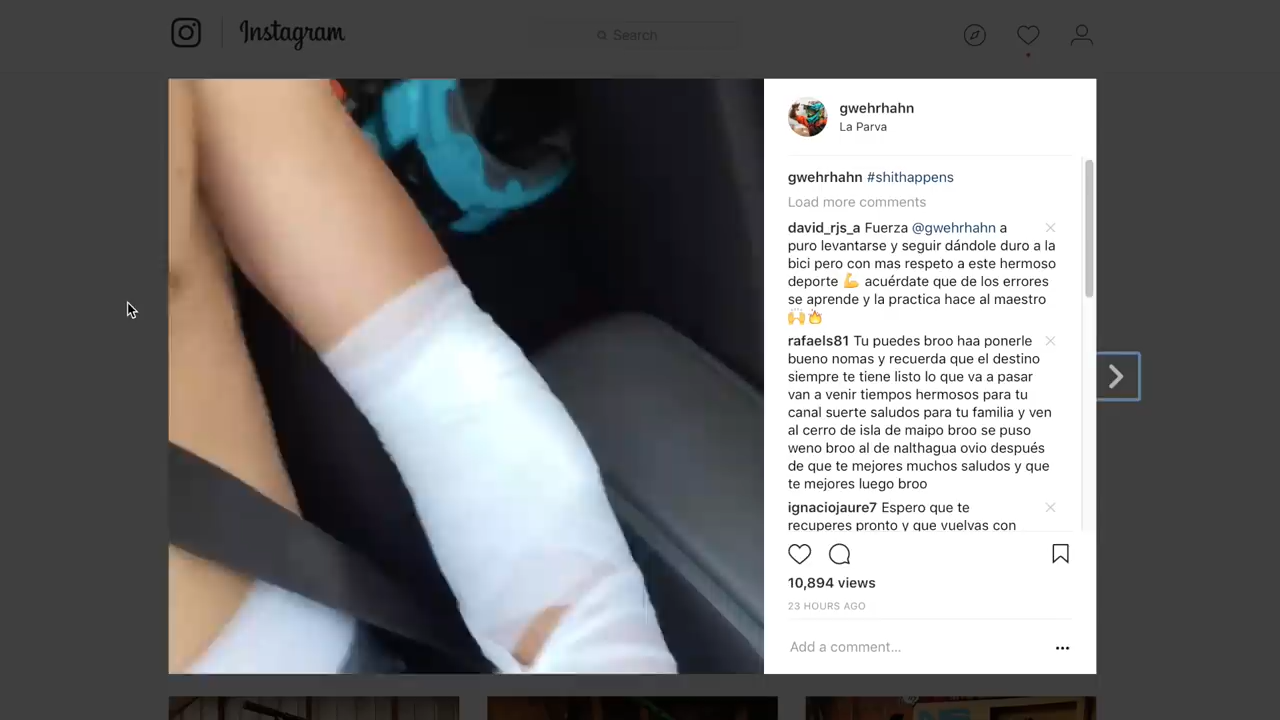 Instagram
Search
gwehrhahn
La Parva
gwehrhahn #shithappens
Load more comments
david_rjs_a Fuerza @gwehrhahn a
puro levantarse y seguir dándole duro a la
bici pero con mas respeto a este hermoso
deporte 💪 acuérdate que de los errores
se aprende y la practica hace al maestro
🙌🔥
rafaels81 Tu puedes broo haa ponerle
bueno nomas y recuerda que el destino
siempre te tiene listo lo que va a pasar
van a venir tiempos hermosos para tu
canal suerte saludos para tu familia y ven
al cerro de isla de maipo broo se puso
weno broo al de nalthagua ovio después
de que te mejores muchos saludos y que
te mejores luego broo
ignaciojaure7 Espero que te
recuperes pronto y que vuelvas con
10,894 views
23 HOURS AGO
Add a comment...